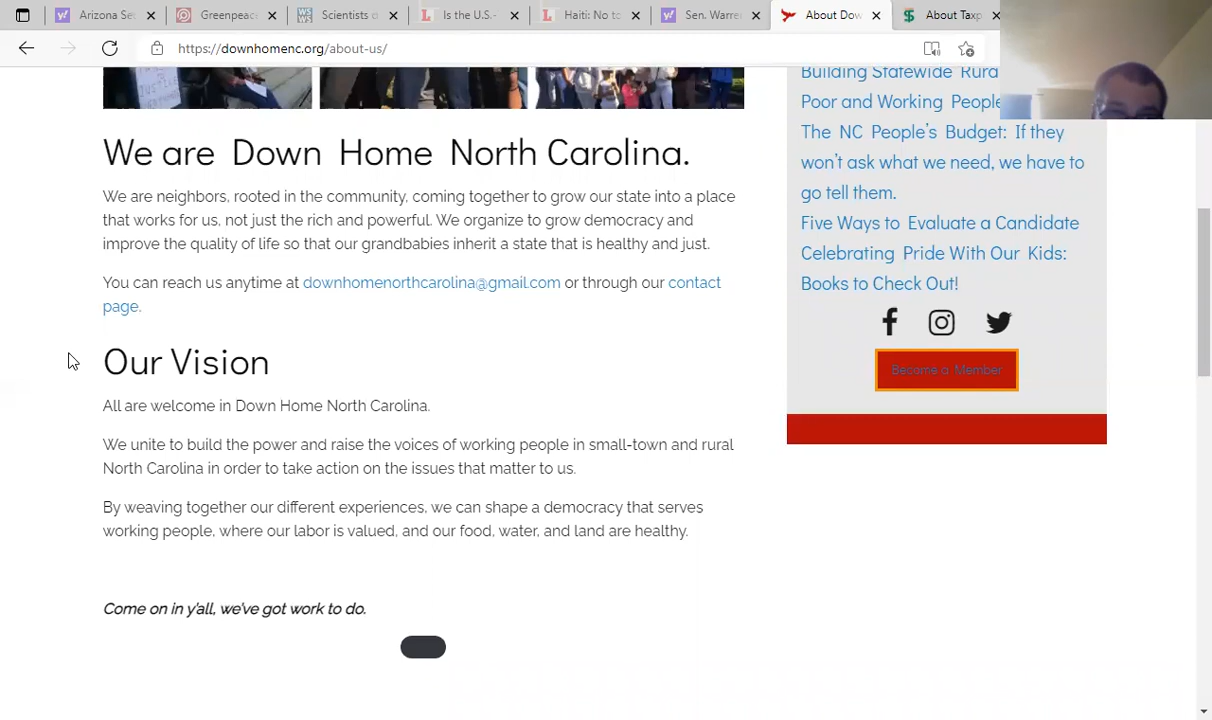 Arizona Se
Greenpeac
Scientists o
Is the U.S.-
Haiti: No to
Sen. Warre
About Dow
About Taxp
https://downhomenc.org/about-us/
We are Down Home North Carolina.
We are neighbors, rooted in the community, coming together to grow our state into a place
that works for us, not just the rich and powerful. We organize to grow democracy and
improve the quality of life so that our grandbabies inherit a state that is healthy and just.
You can reach us anytime at downhomenorthcarolina@gmail.com or through our contact
page.
Our Vision
All are welcome in Down Home North Carolina.
We unite to build the power and raise the voices of working people in small-town and rural
North Carolina in order to take action on the issues that matter to us.
By weaving together our different experiences, we can shape a democracy that serves
working people, where our labor is valued, and our food, water, and land are healthy.
Come on in y'all, we've got work to do.
Building Statewide Rura
Poor and Working People
The NC People's Budget: If they
won't ask what we need, we have to
go tell them.
Five Ways to Evaluate a Candidate
Celebrating Pride With Our Kids:
Books to Check Out!
Become a Member